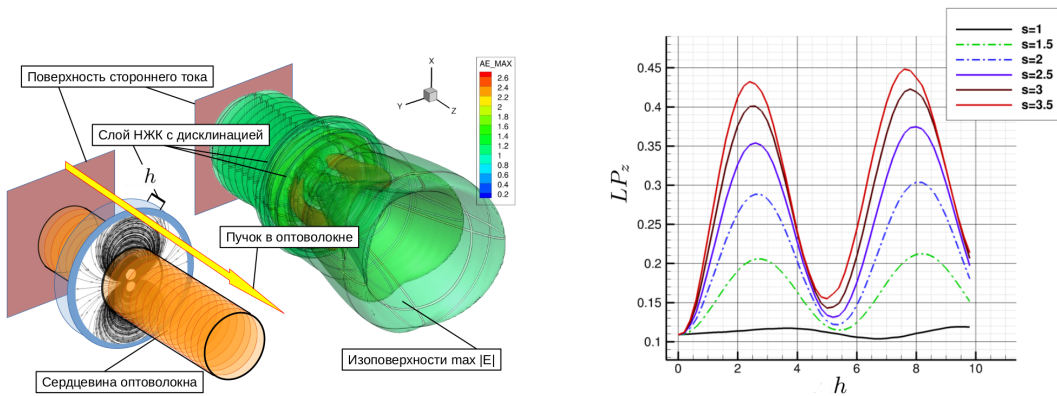 Поверхность стороннего тока
Слой НЖК с дисклинацией
h
Пучок в оптоволокне
Изоповерхности max |E|
Сердцевина оптоволокна
X
Y
Z
AE_MAX
2.6
2.4
2.2
2
1.8
1.6
1.4
1.2
1
0.8
0.6
0.4
0.2
s=1
s=1.5
s=2
s=2.5
s=3
s=3.5
LPz
0.45
0.4
0.35
0.3
0.25
0.2
0.15
0.1
0 2 4 6 8 10
h